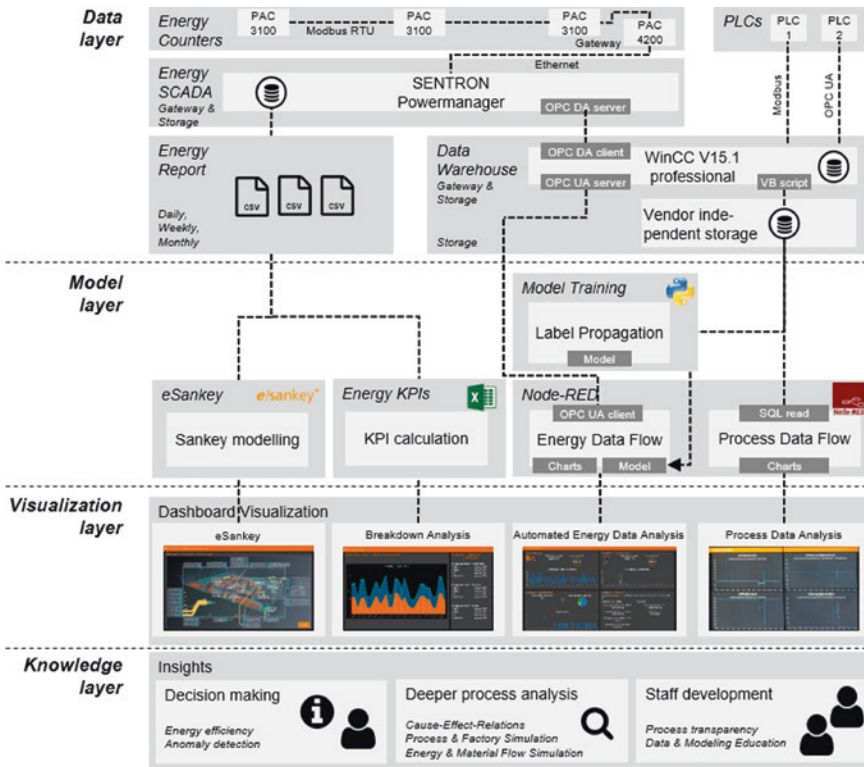 Data
layer
Energy
Counters
PAC
3100
Modbus RTU
PAC
3100
PAC
3100
Gateway
PAC
4200
PLCs
PLC
1
PLC
2
Ethernet
Modbus
OPC UA
Energy
SCADA
Gateway &
Storage
SENTRON
Powermanager
OPC DA server
Energy
Report
Daily,
Weekly,
Monthly
csv
csv
csv
Data
Warehouse
Gateway &
Storage
Storage
OPC DA client
OPC UA server
WinCC V15.1
professional
VB script
Vendor inde-
pendent storage
Model
layer
Model Training
Label Propagation
Model
eSankey
e!sankey
Sankey modelling
Energy KPIs
X
KPI calculation
Node-RED
Node-RED
OPC UA client
Energy Data Flow
Charts
Model
SQL read
Process Data Flow
Charts
Visualization
layer
Dashboard Visualization
eSankey
Breakdown Analysis
Automated Energy Data Analysis
Process Data Analysis
Knowledge
layer
Insights
Decision making
Energy efficiency
Anomaly detection
Deeper process analysis
Cause-Effect-Relations
Process & Factory Simulation
Energy & Material Flow Simulation
Staff development
Process transparency
Data & Modeling Education